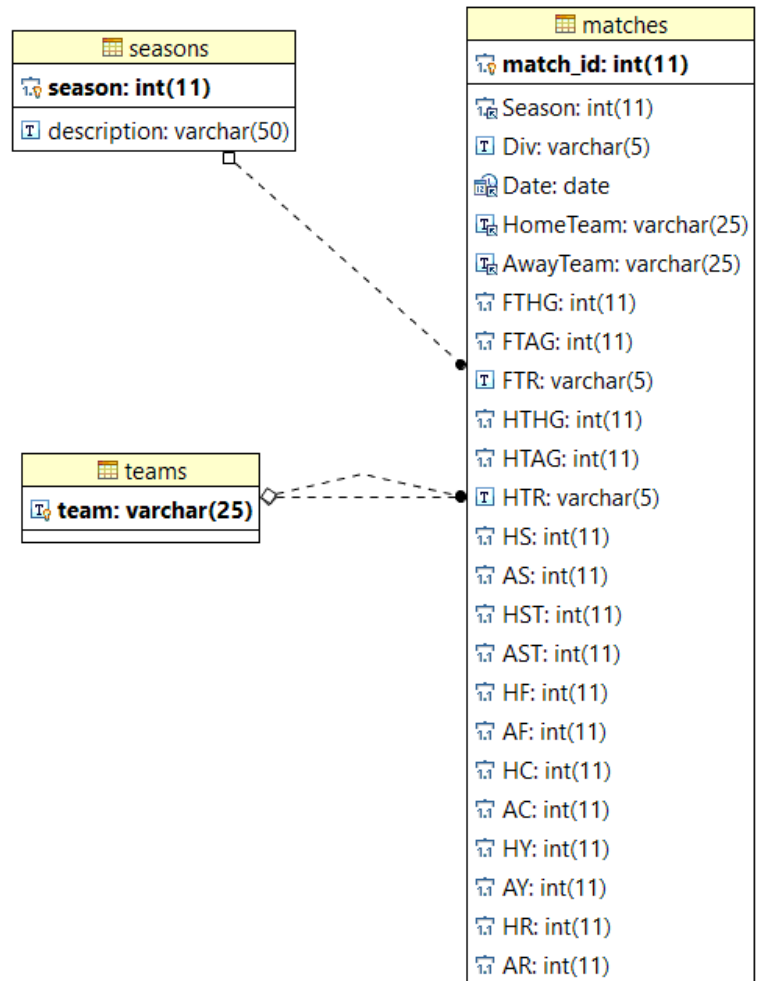 seasons
season: int(11)
description: varchar(50)
teams
team: varchar(25)
matches
match_id: int(11)
Season: int(11)
Div: varchar(5)
Date: date
HomeTeam: varchar(25)
AwayTeam: varchar(25)
FTHG: int(11)
FTAG: int(11)
FTR: varchar(5)
HTHG: int(11)
HTAG: int(11)
HTR: varchar(5)
HS: int(11)
AS: int(11)
HST: int(11)
AST: int(11)
HF: int(11)
AF: int(11)
HC: int(11)
AC: int(11)
HY: int(11)
AY: int(11)
HR: int(11)
AR: int(11)